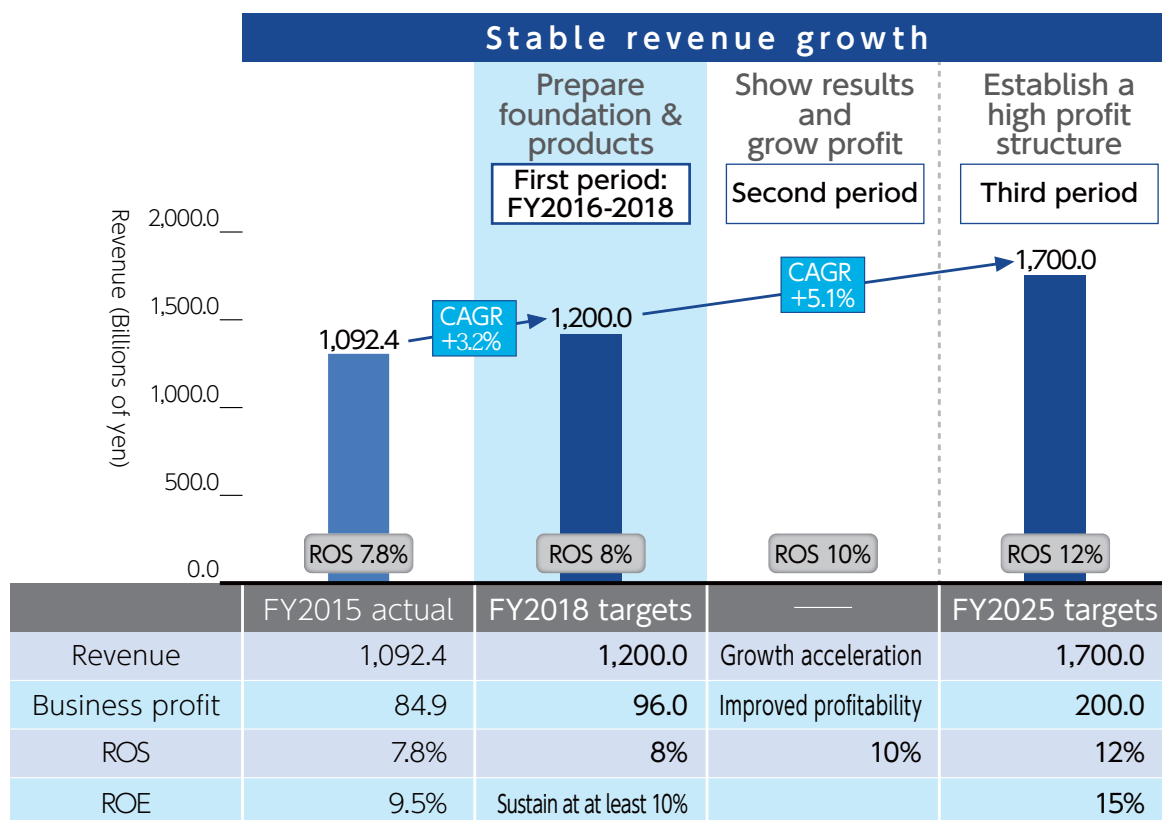 Stable revenue growth
Prepare
foundation &
products
First period:
FY2016-2018
Show results
and
grow profit
Second period
Establish a
high profit
structure
Third period
Revenue (Billions of yen)
2,000.0
1,500.0
1,000.0
500.0
0.0
1,092.4
CAGR
+3.2%
1,200.0
CAGR
+5.1%
1,700.0
ROS 7.8%
ROS 8%
ROS 10%
ROS 12%
FY2015 actual FY2018 targets — FY2025 targets
Revenue 1,092.4 1,200.0 Growth acceleration 1,700.0
Business profit 84.9 96.0 Improved profitability 200.0
ROS 7.8% 8% 10% 12%
ROE 9.5% Sustain at at least 10% 15%